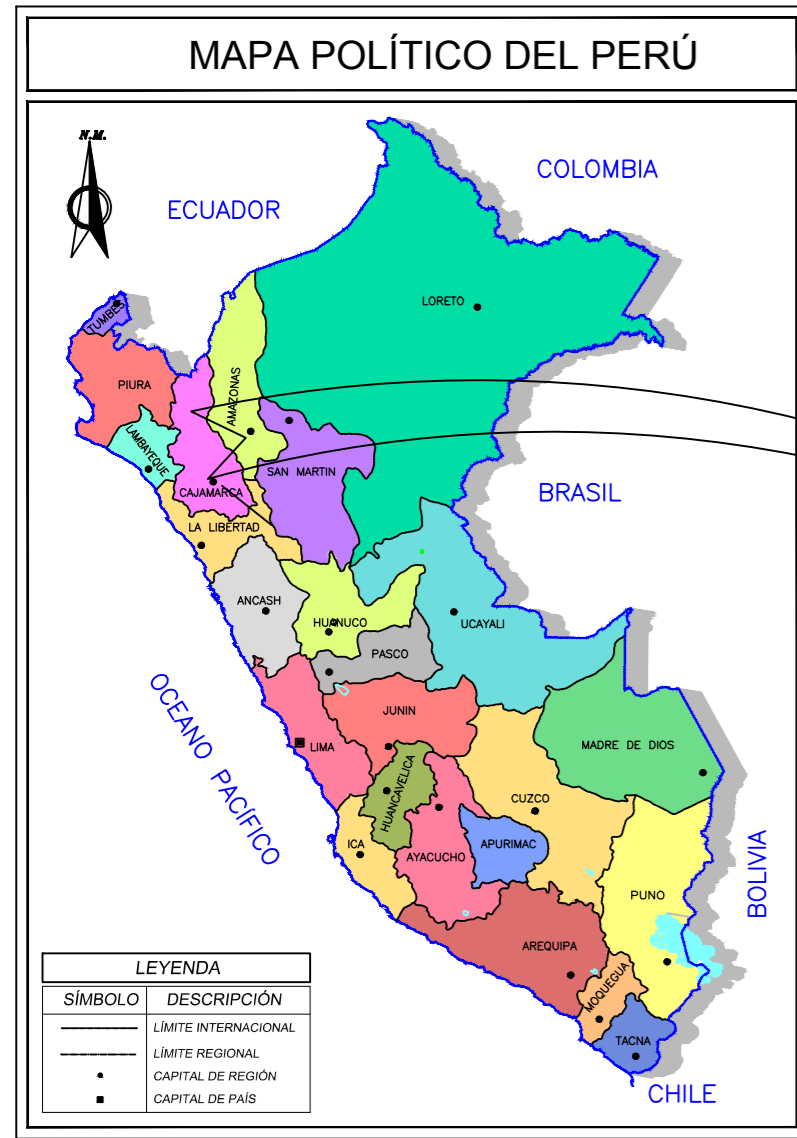 MAPA POLÍTICO DEL PERÚ
N.M.
COLOMBIA
ECUADOR
LORETO
TUMBES
PIURA
AMAZONAS
LAMBAYEQUE
SAN MARTIN
CAJAMARCA
BRASIL
LA LIBERTAD
ANCASH
HUANUCO
UCAYALI
PASCO
OCEANO PACÍFICO
JUNIN
LIMA
MADRE DE DIOS
HUANCAVELICA
CUZCO
ICA
AYACUCHO
APURIMAC
PUNO
BOLIVIA
AREQUIPA
MOQUEGUA
TACNA
CHILE
LEYENDA
SÍMBOLO DESCRIPCIÓN
LÍMITE INTERNACIONAL
LÍMITE REGIONAL
CAPITAL DE REGIÓN
CAPITAL DE PAÍS